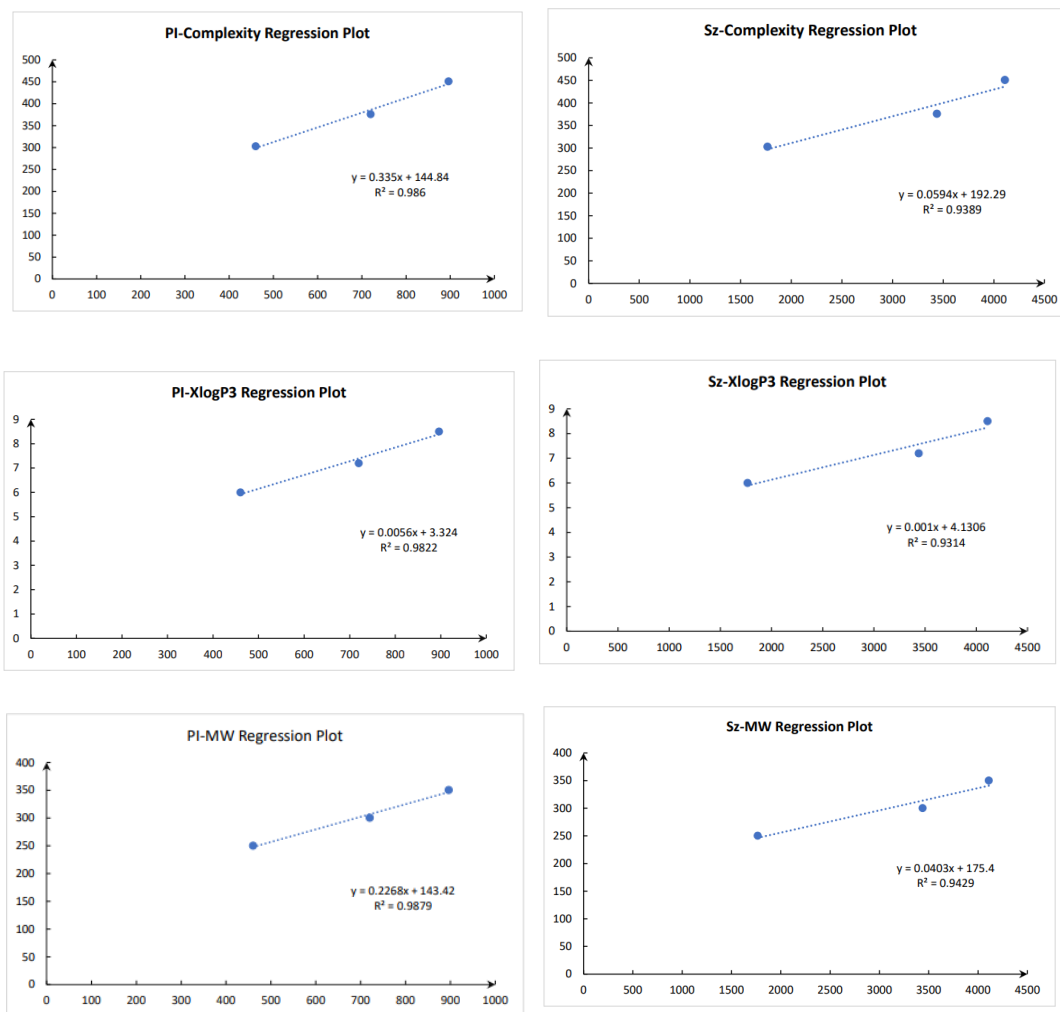 PI-Complexity Regression Plot
500
450
400
350
300
250
200
150
100
50
0
y = 0.335x + 144.84
R² = 0.986
0 100 200 300 400 500 600 700 800 900 1000
Sz-Complexity Regression Plot
500
450
400
350
300
250
200
150
100
50
0
y = 0.0594x + 192.29
R² = 0.9389
0 500 1000 1500 2000 2500 3000 3500 4000 4500
PI-XlogP3 Regression Plot
9
8
7
6
5
4
3
2
1
0
y = 0.0056x + 3.324
R² = 0.9822
0 100 200 300 400 500 600 700 800 900 1000
Sz-XlogP3 Regression Plot
9
8
7
6
5
4
3
2
1
0
y = 0.001x + 4.1306
R² = 0.9314
0 500 1000 1500 2000 2500 3000 3500 4000 4500
PI-MW Regression Plot
400
350
300
250
200
150
100
50
0
y = 0.2268x + 143.42
R² = 0.9879
0 100 200 300 400 500 600 700 800 900 1000
Sz-MW Regression Plot
400
350
300
250
200
150
100
50
0
y = 0.0403x + 175.4
R² = 0.9429
0 500 1000 1500 2000 2500 3000 3500 4000 4500